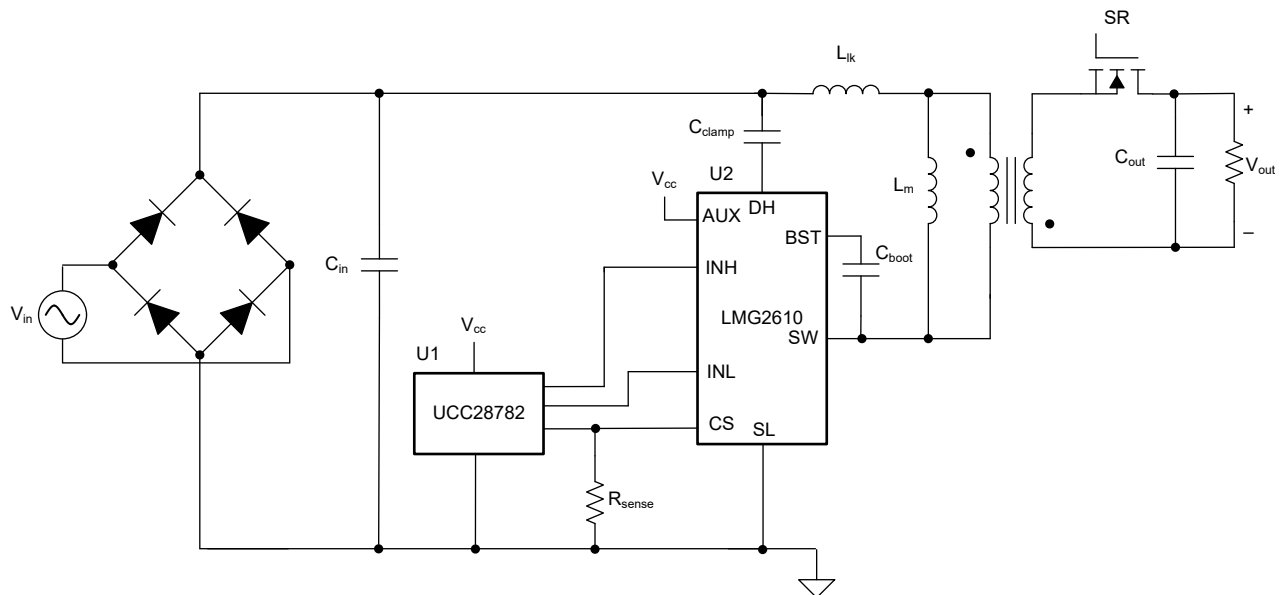 SR
L_lk
+
C_clamp
C_out
V_out
U2
V_cc
L_m
DH
AUX
BST
–
C_in
C_boot
INH
V_in
LMG2610
V_cc
SW
U1
INL
UCC28782
CS
SL
R_sense